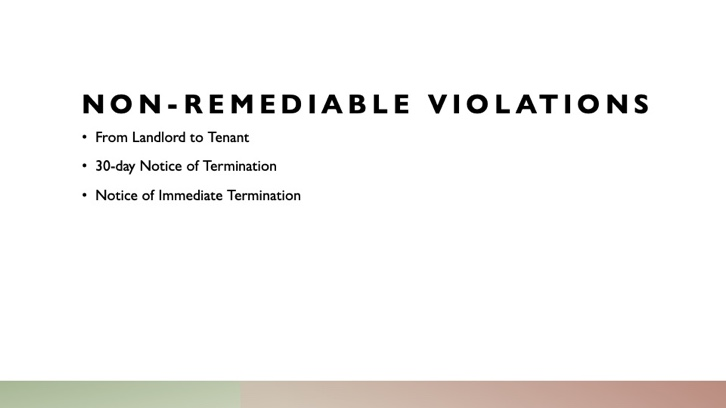 NON-REMEDIABLE VIOLATIONS
• From Landlord to Tenant
• 30-day Notice of Termination
• Notice of Immediate Termination